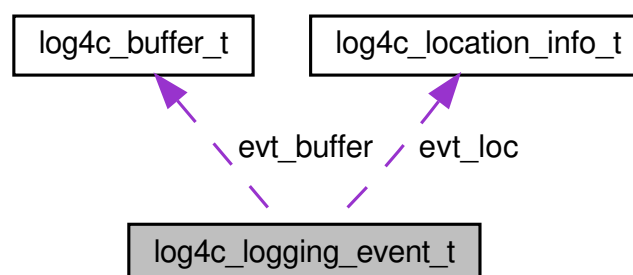 log4c_buffer_t
log4c_location_info_t
evt_buffer
evt_loc
log4c_logging_event_t